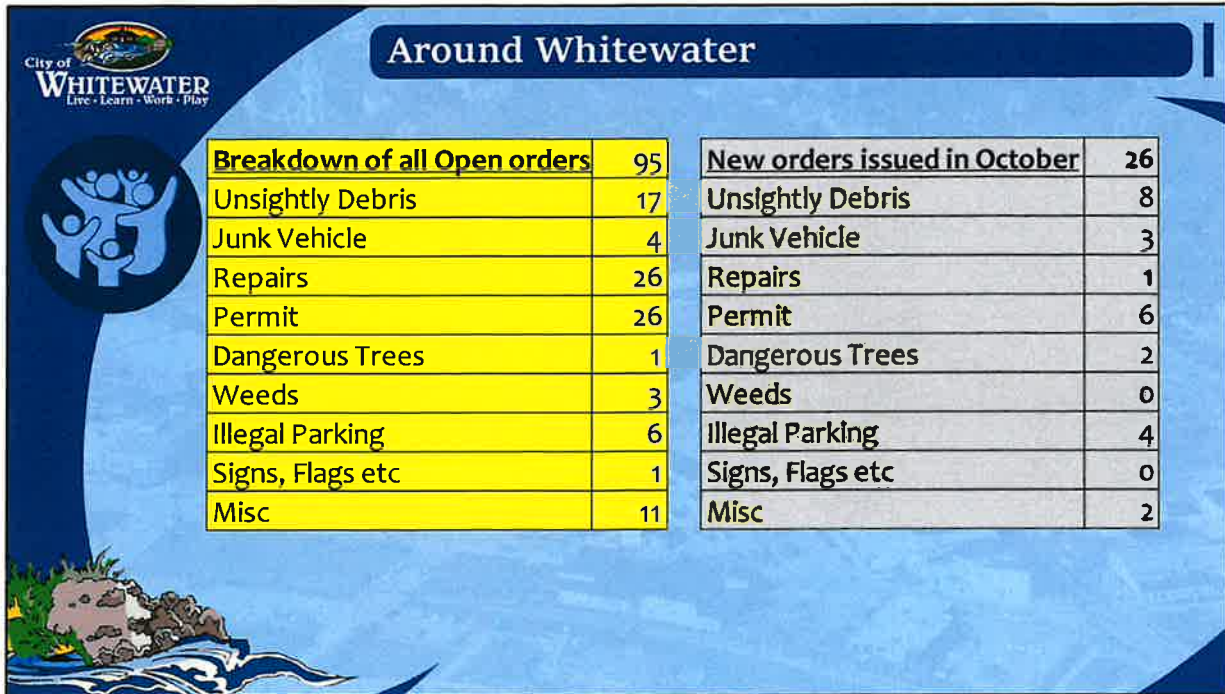 City of
WHITEWATER
Live • Learn • Work • Play
Around Whitewater
Breakdown of all Open orders 95
Unsightly Debris 17
Junk Vehicle 4
Repairs 26
Permit 26
Dangerous Trees 1
Weeds 3
Illegal Parking 6
Signs, Flags etc 1
Misc 11
New orders issued in October 26
Unsightly Debris 8
Junk Vehicle 3
Repairs 1
Permit 6
Dangerous Trees 2
Weeds 0
Illegal Parking 4
Signs, Flags etc 0
Misc 2